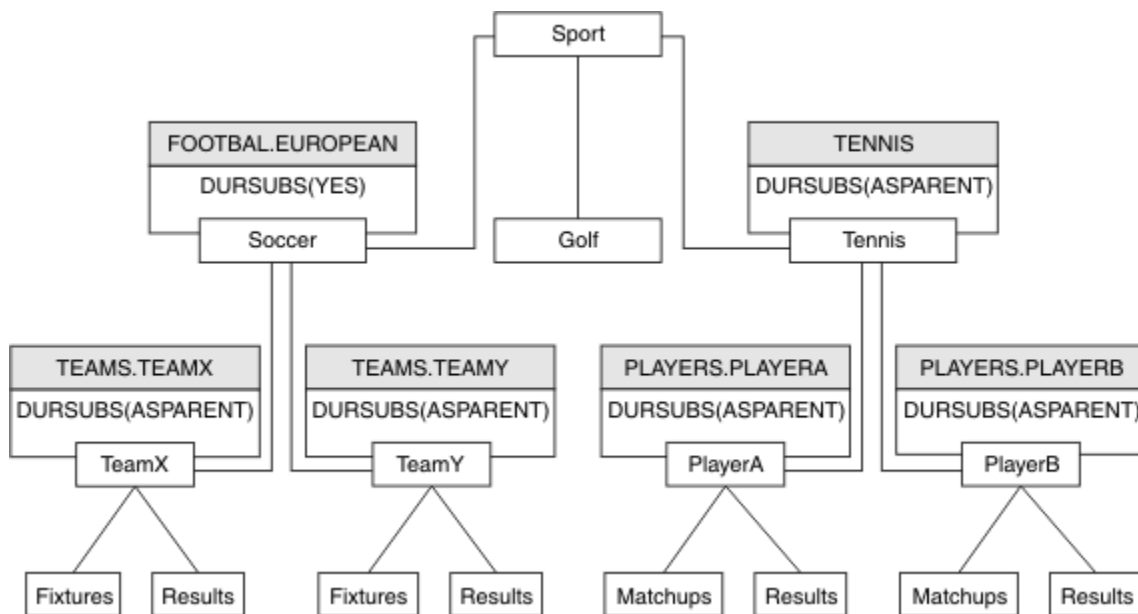 Sport
FOOTBAL.EUROPEAN
TENNIS
DURSUBS(YES)
DURSUBS(ASPARENT)
Soccer
Golf
Tennis
TEAMS.TEAMX
TEAMS.TEAMY
PLAYERS.PLAYERA
PLAYERS.PLAYERB
DURSUBS(ASPARENT)
DURSUBS(ASPARENT)
DURSUBS(ASPARENT)
DURSUBS(ASPARENT)
TeamX
TeamY
PlayerA
PlayerB
Fixtures
Results
Fixtures
Results
Matchups
Results
Matchups
Results